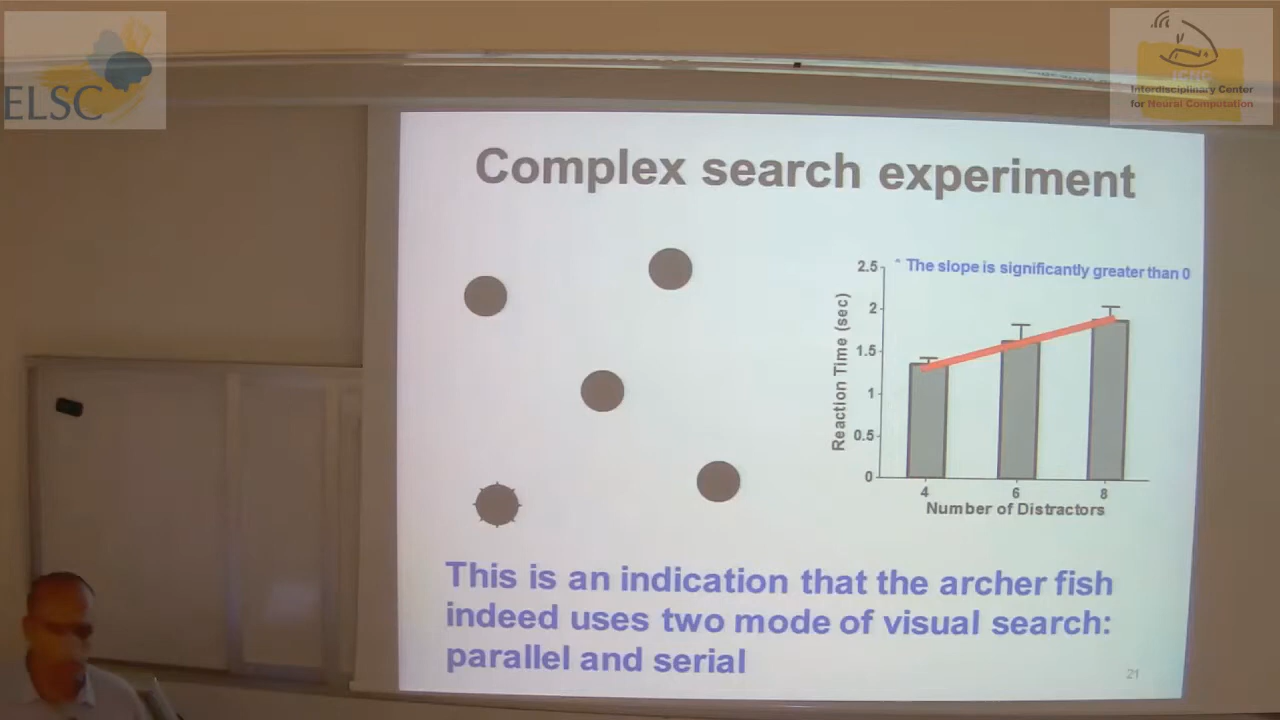 ELSC
Interdisciplinary Center
for Neural Computation
Complex search experiment
* The slope is significantly greater than 0
Reaction Time (sec)
2.5
2
1.5
1
0.5
0
4 6 8
Number of Distractors
This is an indication that the archer fish
indeed uses two mode of visual search:
parallel and serial
21